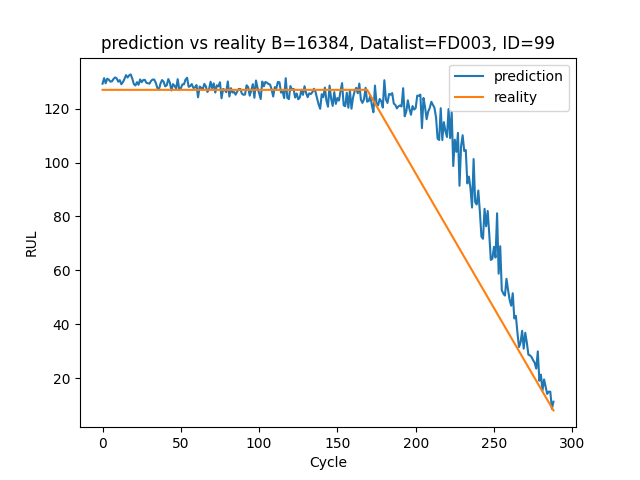 prediction vs reality B=16384, Datalist=FD003, ID=99
prediction
reality
RUL
120
100
80
60
40
20
0 50 100 150 200 250 300
Cycle